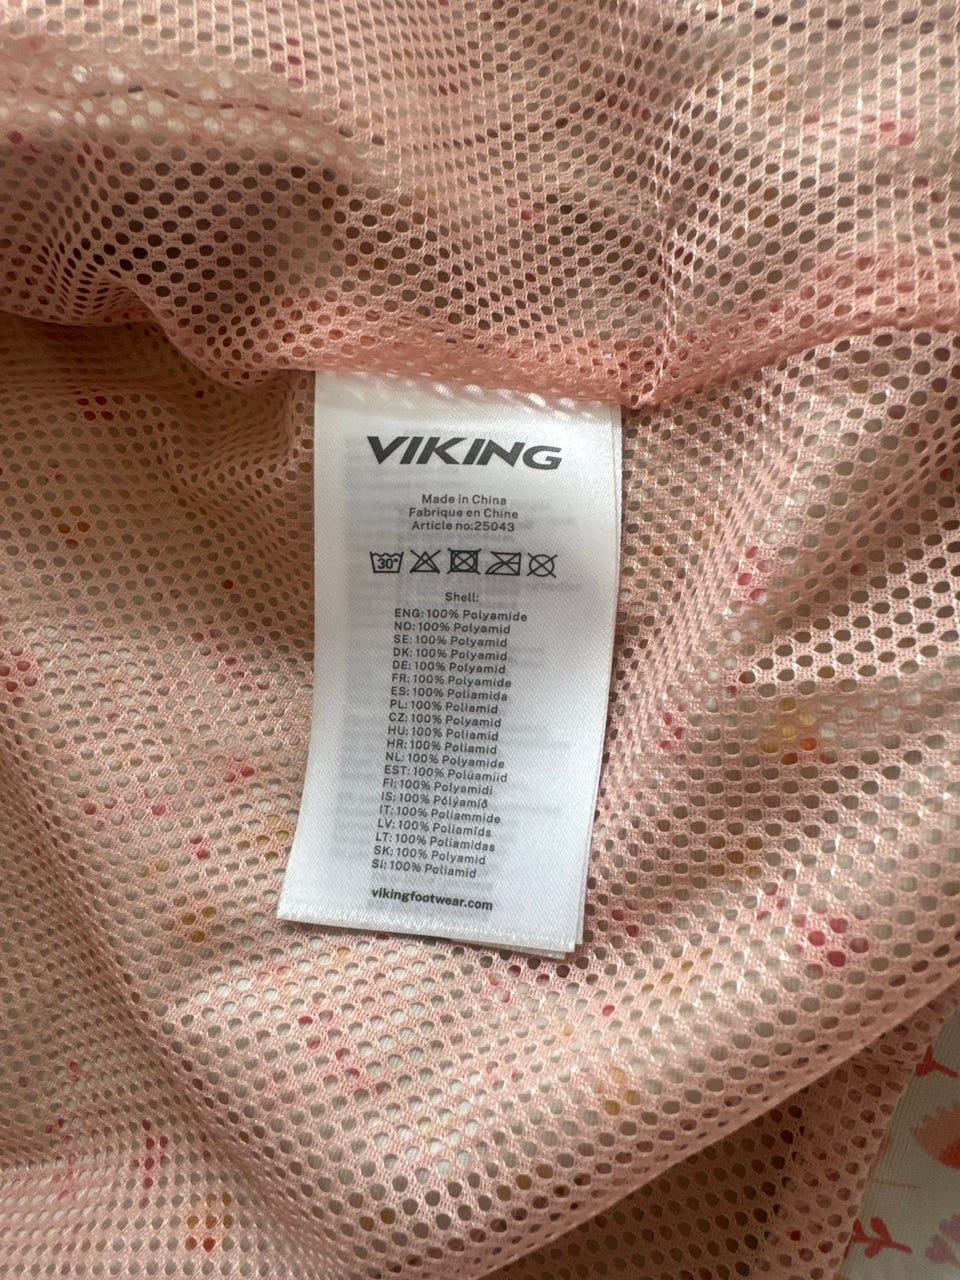 VIKING
Made in China
Fabrique en Chine
Article no:25043
30°
Shell:
ENG: 100% Polyamide
NO: 100% Polyamid
SE: 100% Polyamid
DK: 100% Polyamid
DE: 100% Polyamid
FR: 100% Polyamide
ES: 100% Poliamida
PL: 100% Poliamid
CZ: 100% Polyamid
HU: 100% Poliamid
HR: 100% Poliamid
NL: 100% Polyamide
EST: 100% Polüamiid
FI: 100% Polyamidi
IS: 100% Pólýamíð
IT: 100% Poliammide
LV: 100% Poliamīds
LT: 100% Poliamidas
SK: 100% Polyamid
SI: 100% Poliamid
vikingfootwear.com